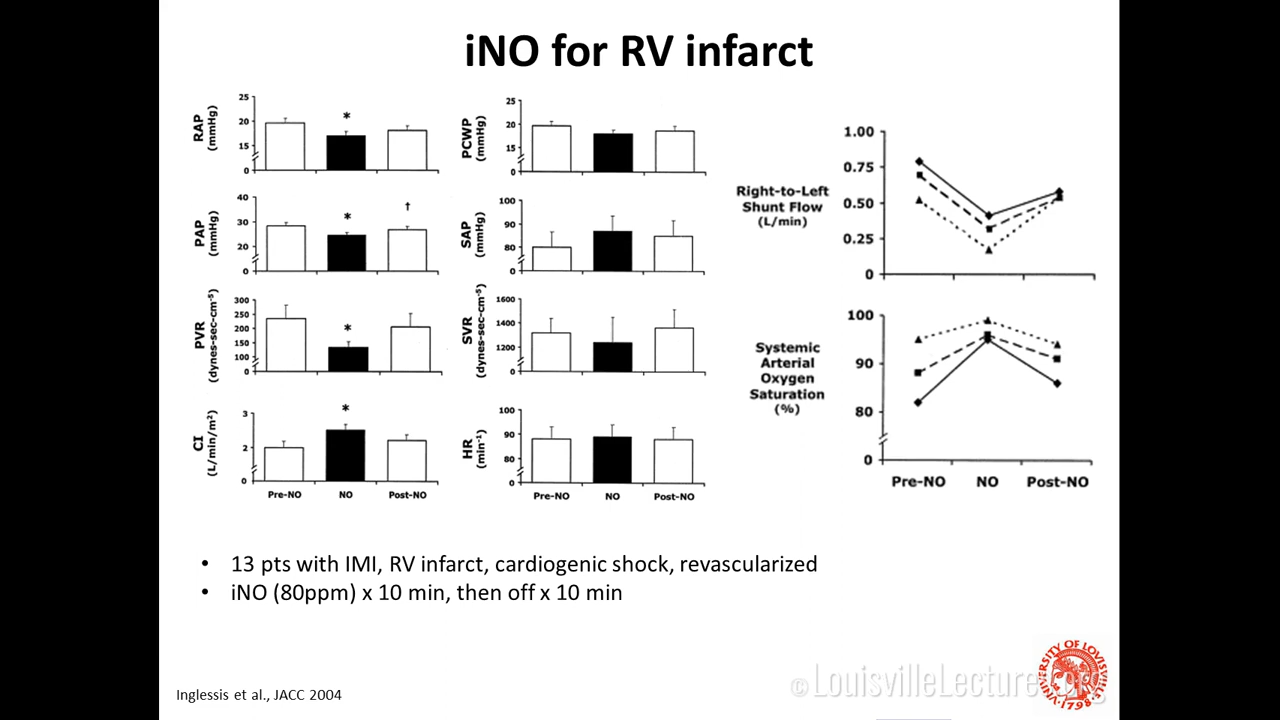 iNO for RV infarct
RAP
(mmHg)
25
20
15
0
*
PCWP
(mmHg)
25
20
15
0
PAP
(mmHg)
40
30
20
0
*
†
SAP
(mmHg)
100
90
80
0
PVR
(dynes-sec-cm-5)
300
250
200
150
100
0
*
SVR
(dynes-sec-cm-5)
1600
1400
1200
0
CI
(L/min/m2)
3
2
0
*
Pre-NO
NO
Post-NO
HR
(min-1)
100
90
80
0
Pre-NO
NO
Post-NO
Right-to-Left
Shunt Flow
(L/min)
1.00
0.75
0.50
0.25
0
Systemic
Arterial
Oxygen
Saturation
(%)
100
90
80
0
Pre-NO
NO
Post-NO
• 13 pts with IMI, RV infarct, cardiogenic shock, revascularized
• iNO (80ppm) x 10 min, then off x 10 min
Inglessis et al., JACC 2004
© LouisvilleLecture
UNIVERSITY OF LOUISVILLE
1798